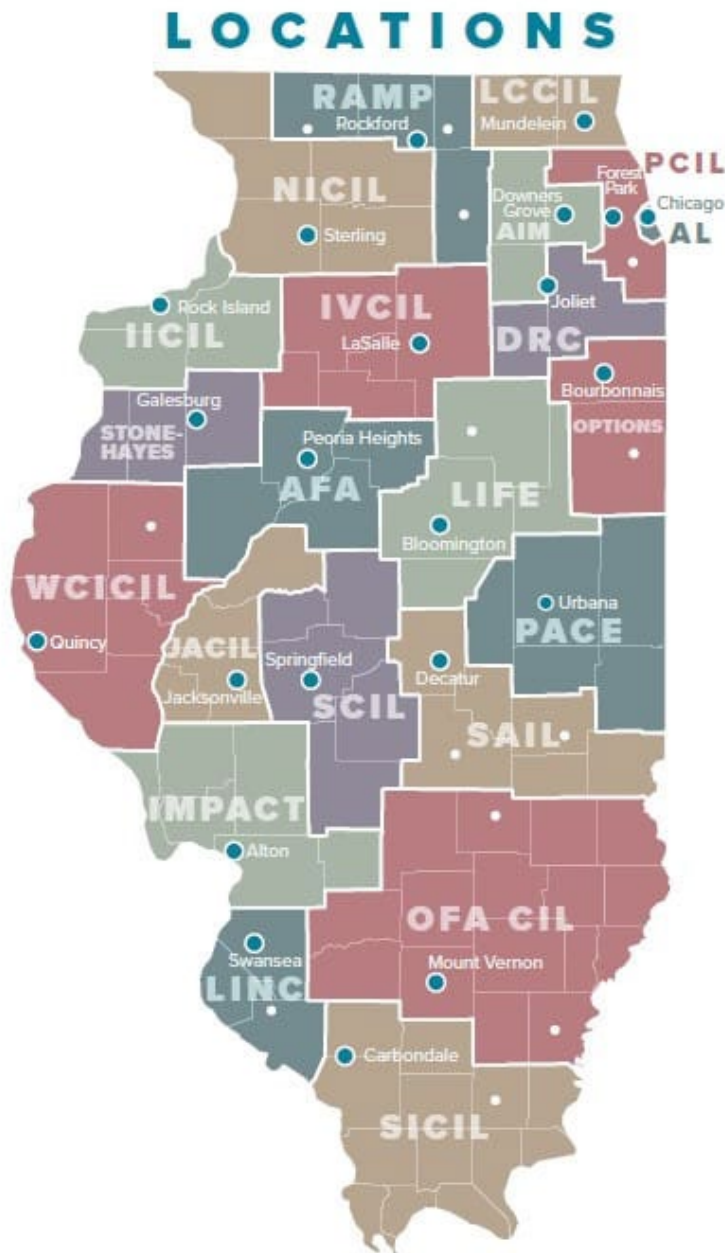 LOCATIONS
RAMP
Rockford
LCCIL
Mundelein
NICIL
Sterling
PCIL
Forest
Park
Chicago
AL
Downers
Grove
AIM
Rock Island
IICIL
IVCIL
LaSalle
Joliet
DRC
Galesburg
STONE-
HAYES
Peoria Heights
AFA
Bourbonnais
OPTIONS
LIFE
Bloomington
WCICIL
Quincy
JACIL
Jacksonville
Springfield
SCIL
Urbana
PACE
Decatur
SAIL
IMPACT
Alton
OFA CIL
Mount Vernon
Swansea
LINC
Carbondale
SICIL